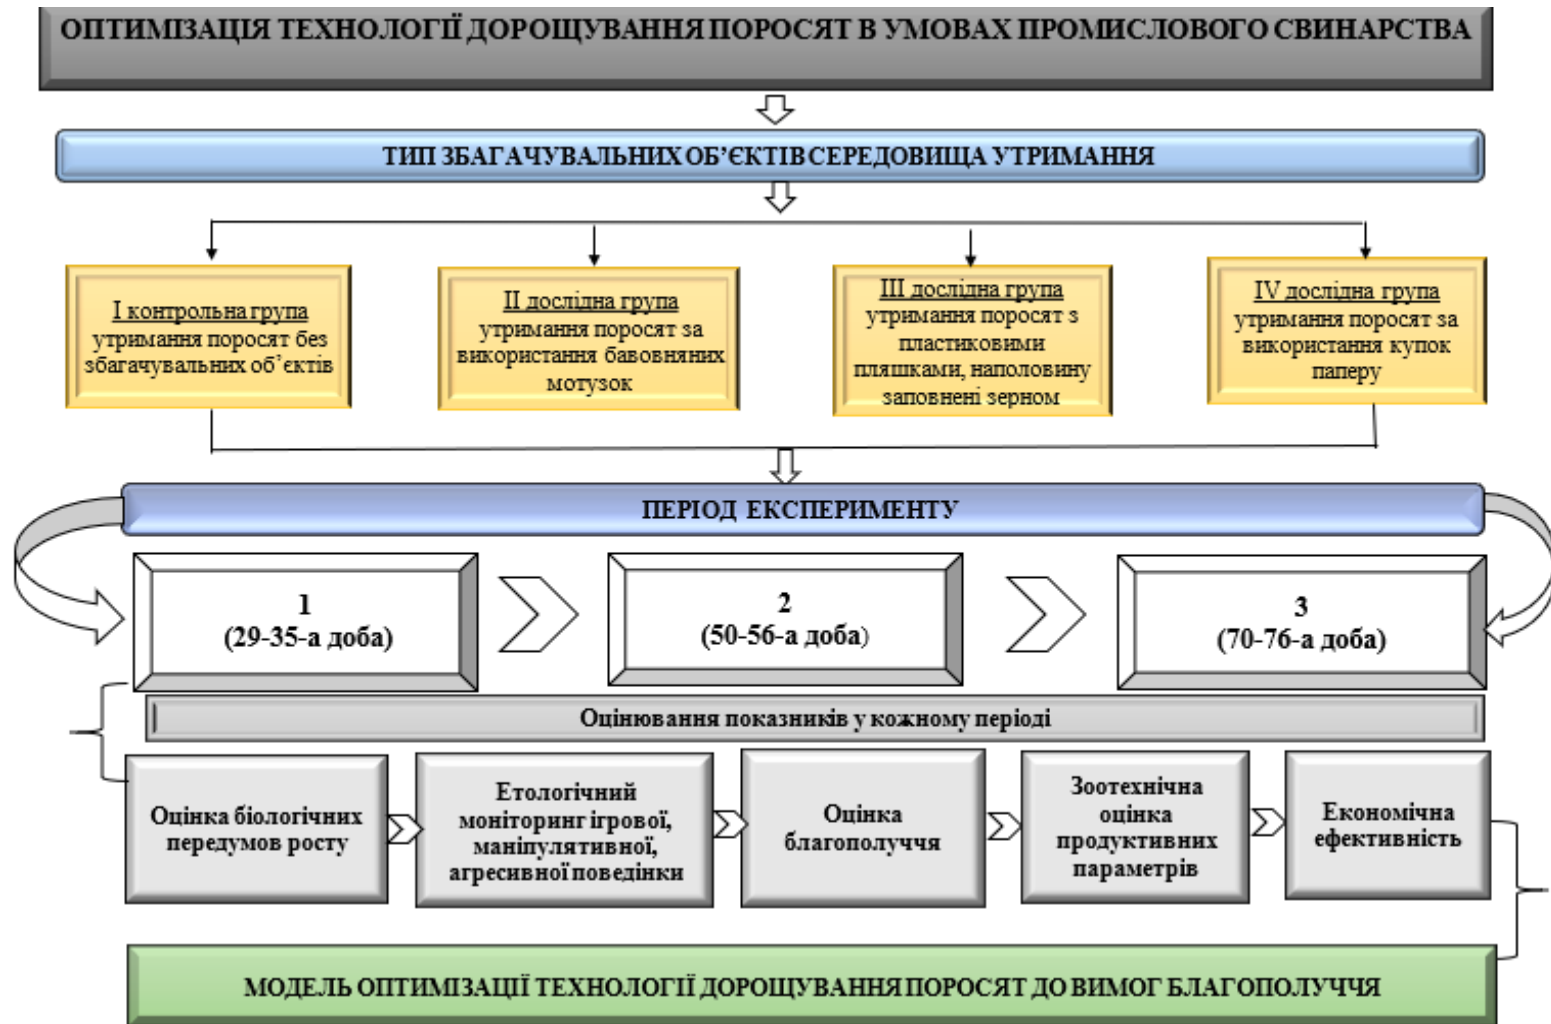 ОПТИМІЗАЦІЯ ТЕХНОЛОГІЇ ДОРОЩУВАННЯ ПОРОСЯТ В УМОВАХ ПРОМИСЛОВОГО СВИНАРСТВА
ТИП ЗБАГАЧУВАЛЬНИХ ОБ’ЄКТІВ СЕРЕДОВИЩА УТРИМАННЯ
І контрольна група
утримання поросят без
збагачувальних об’єктів
ІІ дослідна група
утримання поросят за
використання бавовняних
мотузок
ІІІ дослідна група
утримання поросят з
пластиковими
пляшками, наполовину
заповнені зерном
IV дослідна група
утримання поросят за
використання купок
паперу
ПЕРІОД ЕКСПЕРИМЕНТУ
1
(29-35-а доба)
2
(50-56-а доба)
3
(70-76-а доба)
Оцінювання показників у кожному періоді
Оцінка біологічних
передумов росту
Етологічний
моніторинг ігрової,
маніпулятивної,
агресивної поведінки
Оцінка
благополуччя
Зоотехнічна
оцінка
продуктивних
параметрів
Економічна
ефективність
МОДЕЛЬ ОПТИМІЗАЦІЇ ТЕХНОЛОГІЇ ДОРОЩУВАННЯ ПОРОСЯТ ДО ВИМОГ БЛАГОПОЛУЧЧЯ